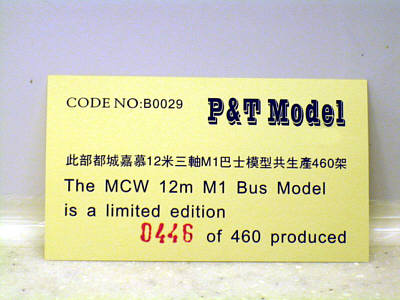 CODE NO:B0029
P&T Model
此部都城嘉慕12米三軸M1巴士模型共生產460架
The MCW 12m M1 Bus Model
is a limited edition
0446 of 460 produced